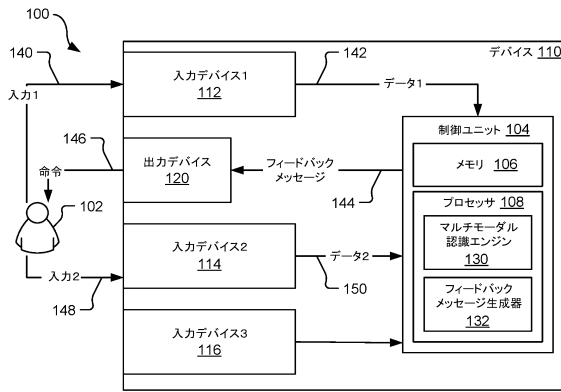 100
140
142
デバイス 110
入力1
入力デバイス1
112
データ1
制御ユニット 104
メモリ 106
146
命令
出力デバイス
120
フィードバック
メッセージ
144
プロセッサ 108
マルチモーダル
認識エンジン
130
102
入力デバイス2
114
データ2
150
入力2
148
フィードバック
メッセージ生成器
132
入力デバイス3
116